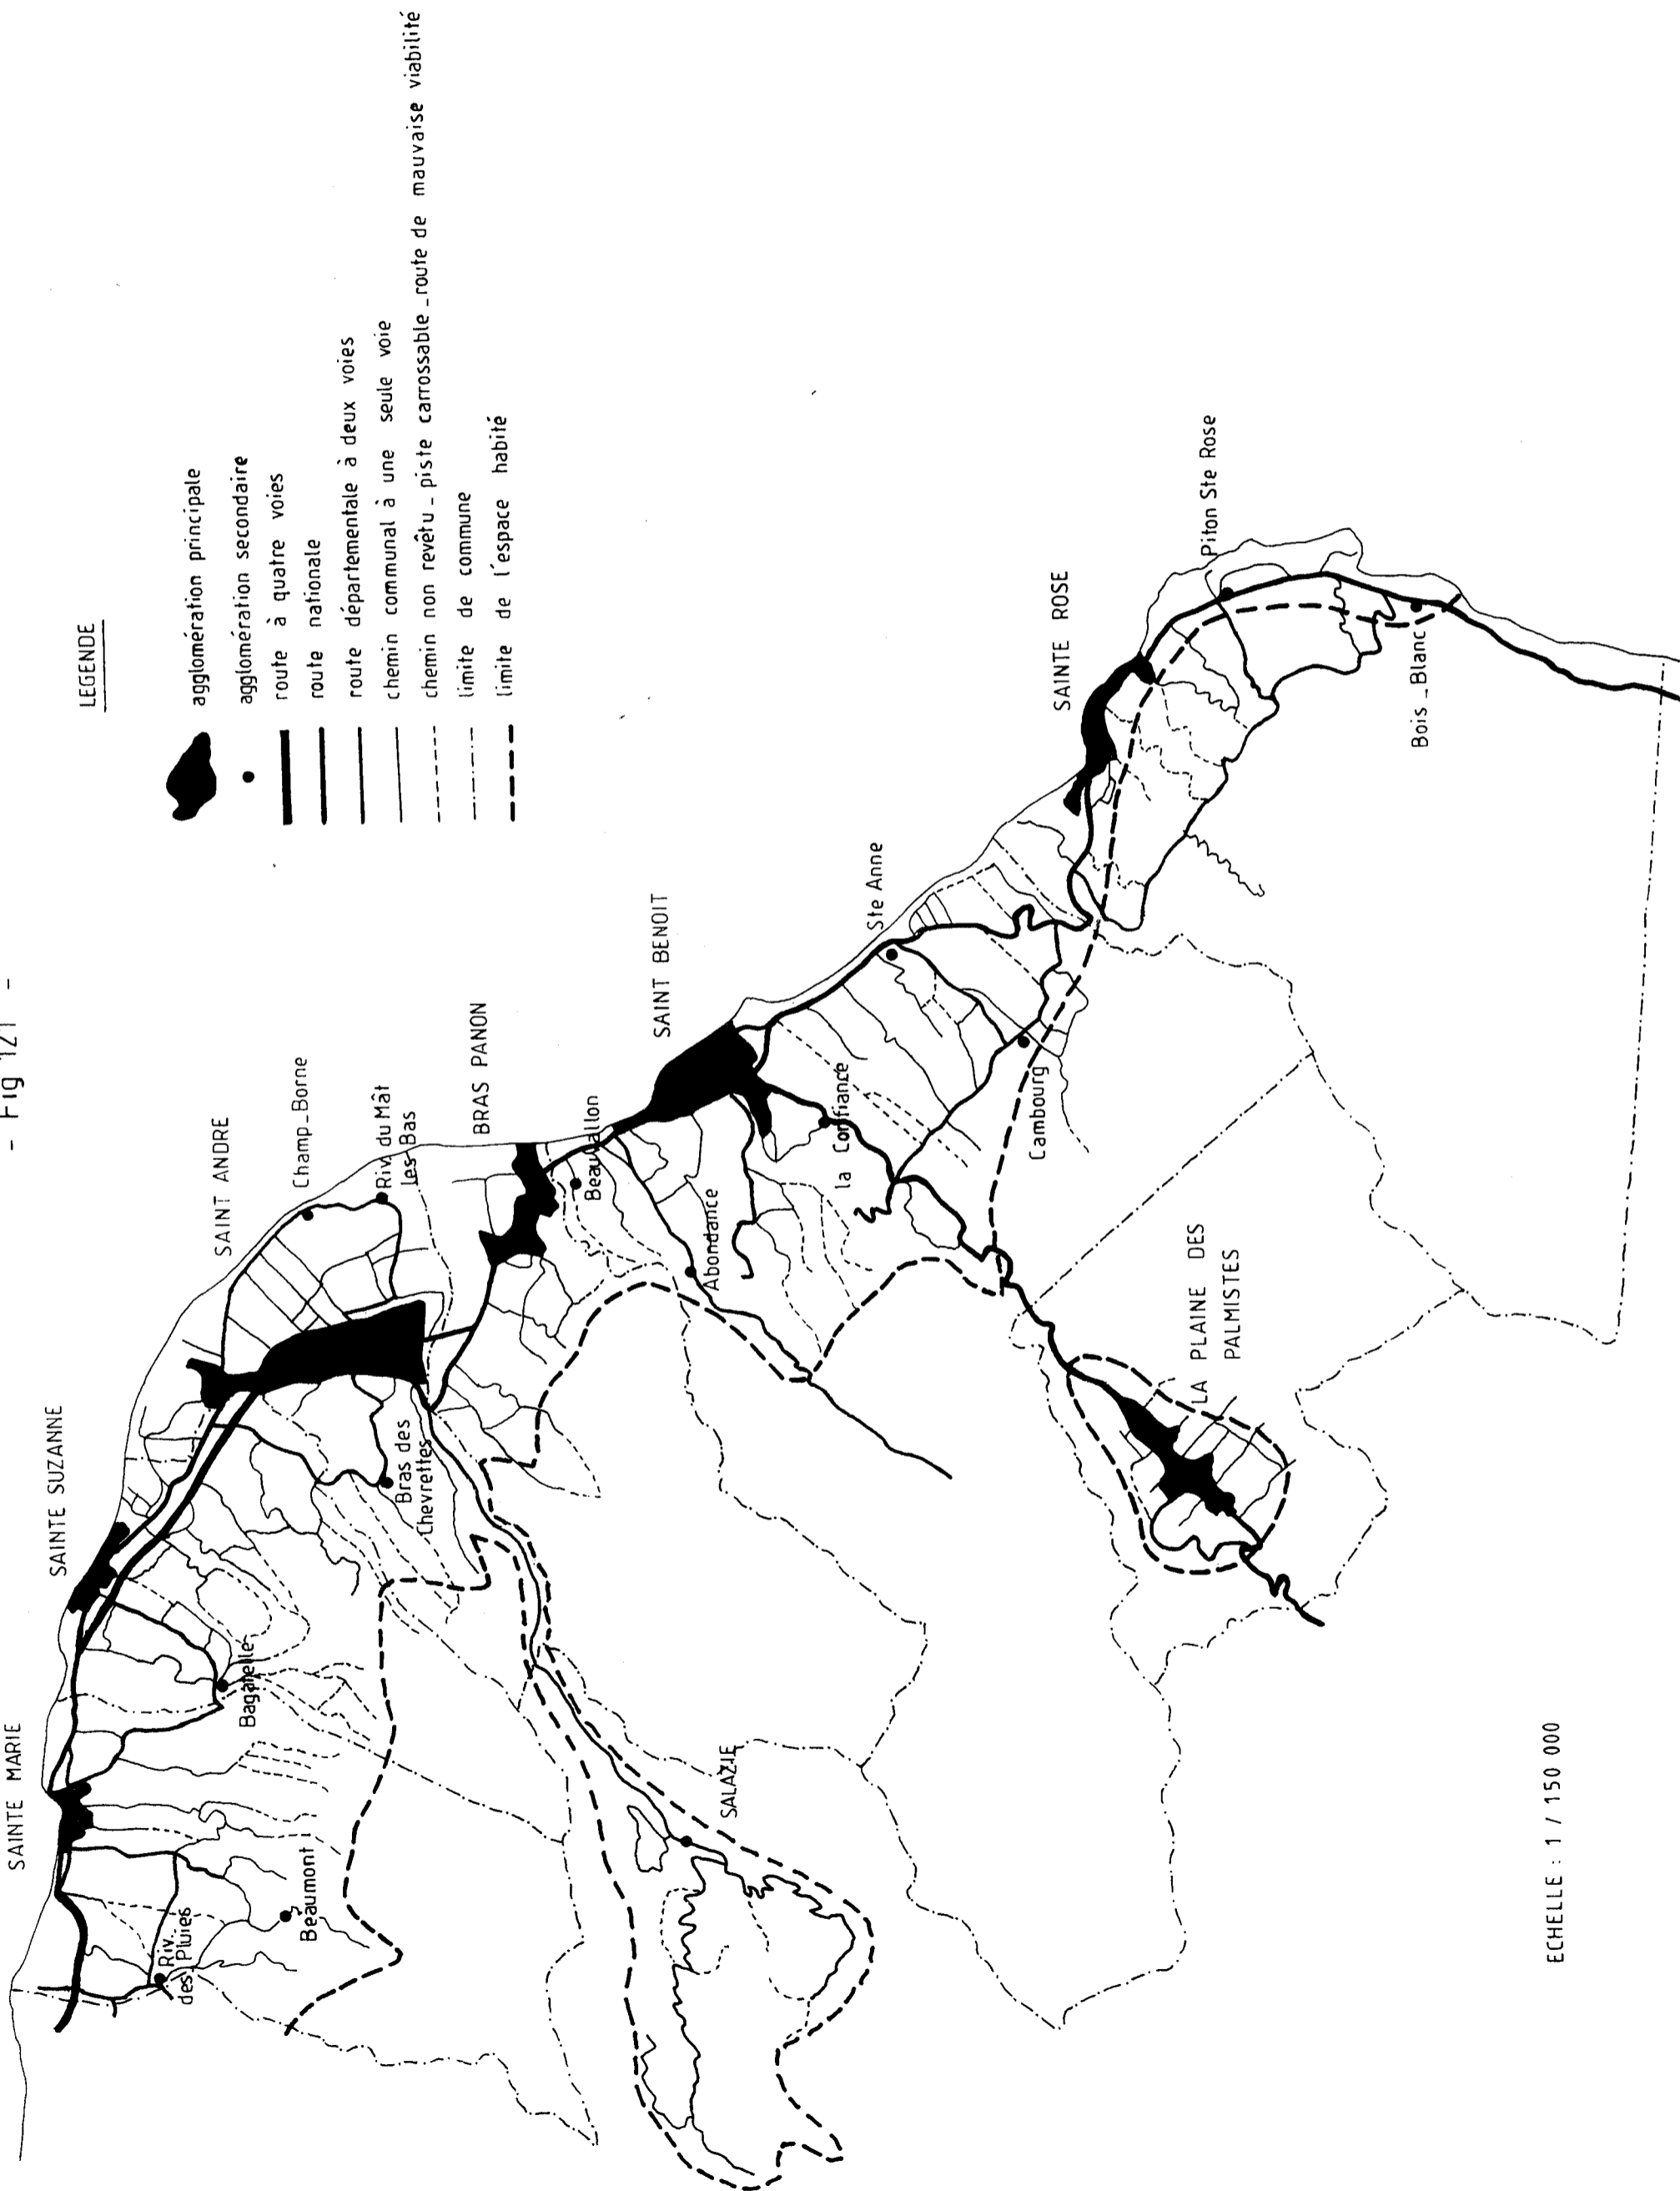 - Fig 121 -
LEGENDE
agglomération principale
agglomération secondaire
route à quatre voies
route nationale
route départementale à deux voies
chemin communal à une seule voie
chemin non revêtu _ piste carrossable _ route de mauvaise viabilité
limite de commune
limite de l'espace habité
SAINTE MARIE
SAINTE SUZANNE
SAINT ANDRE
Champ_Borne
Riv. du Mât
les Bas
BRAS PANON
SAINT BENOIT
Ste Anne
SAINTE ROSE
Piton Ste Rose
Riv.
des Pluies
Beaumont
Bagatelle
Bras des
Chevrettes
Beauvallon
Abondance
la Confiance
Cambourg
Bois _ Blanc
SALAZIE
LA PLAINE DES
PALMISTES
ECHELLE : 1 / 150 000